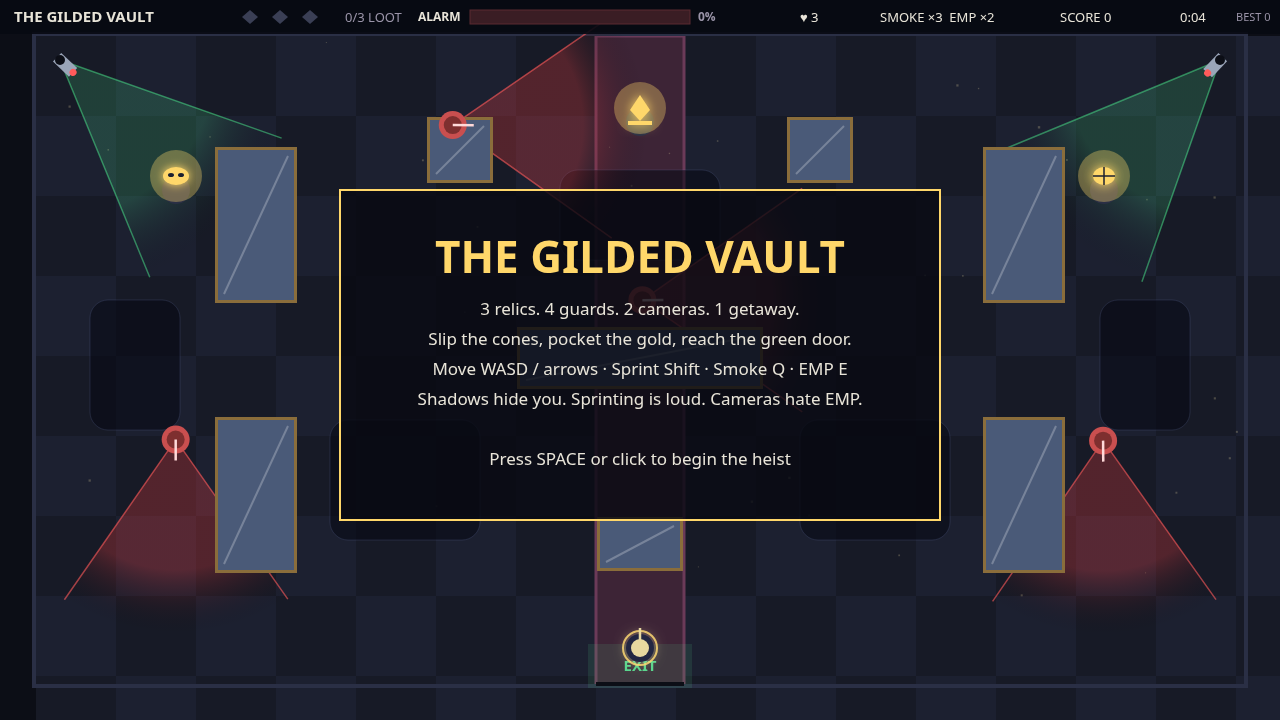 THE GILDED VAULT
0/3 LOOT
ALARM
0%
♥ 3
SMOKE ×3 EMP ×2
SCORE 0
0:04
BEST 0
THE GILDED VAULT
3 relics. 4 guards. 2 cameras. 1 getaway.
Slip the cones, pocket the gold, reach the green door.
Move WASD / arrows · Sprint Shift · Smoke Q · EMP E
Shadows hide you. Sprinting is loud. Cameras hate EMP.
Press SPACE or click to begin the heist
EXIT